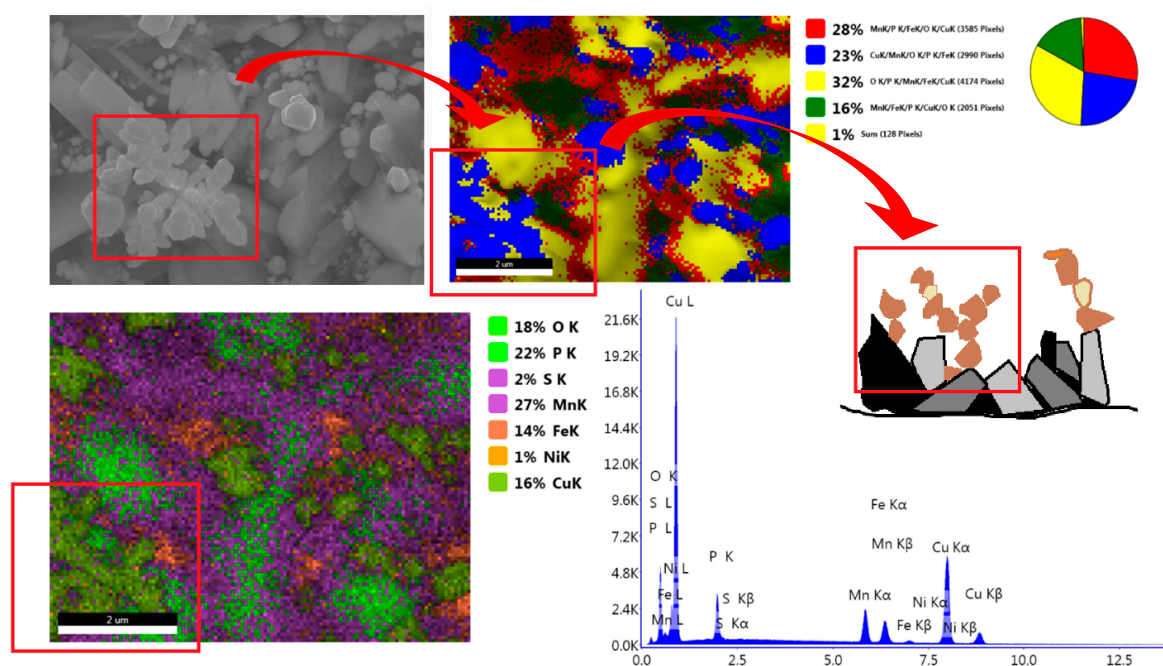 28% MnK/P K/FeK/O K/CuK (3585 Pixels)
23% CuK/MnK/O K/P K/FeK (2990 Pixels)
32% O K/P K/MnK/FeK/CuK (4174 Pixels)
16% MnK/FeK/P K/CuK/O K (2051 Pixels)
1% Sum (128 Pixels)
2 um
18% O K
22% P K
2% S K
27% MnK
14% FeK
1% NiK
16% CuK
2 um
Cu L
21.6K
19.2K
16.8K
14.4K
12.0K
9.6K
7.2K
4.8K
2.4K
0.0K
O K
S L
P L
Ni L
Fe L
Mn L
P K
S Kβ
S Kα
Fe Kα
Mn Kβ
Cu Kα
Mn Kα
Ni Kα
Cu Kβ
Fe Kβ
Ni Kβ
0.0
2.5
5.0
7.5
10.0
12.5